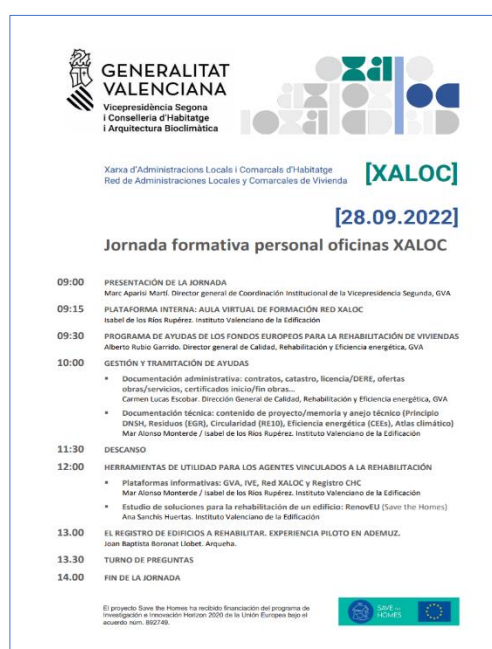 GENERALITAT
VALENCIANA
Vicepresidència Segona
i Conselleria d'Habitatge
i Arquitectura Bioclimàtica
Xarxa d'Administracions Locals i Comarcals d'Habitatge
Red de Administraciones Locales y Comarcales de Vivienda
[XALOC]
[28.09.2022]
Jornada formativa personal oficinas XALOC
09:00 PRESENTACIÓN DE LA JORNADA
Marc Aparisi Martí. Director general de Coordinación Institucional de la Vicepresidencia Segunda, GVA
09:15 PLATAFORMA INTERNA: AULA VIRTUAL DE FORMACIÓN RED XALOC
Isabel de los Ríos Rupérez. Instituto Valenciano de la Edificación
09:30 PROGRAMA DE AYUDAS DE LOS FONDOS EUROPEOS PARA LA REHABILITACIÓN DE VIVIENDAS
Alberto Rubio Garrido. Director general de Calidad, Rehabilitación y Eficiencia energética, GVA
10:00 GESTIÓN Y TRAMITACIÓN DE AYUDAS
▪ Documentación administrativa: contratos, catastro, licencia/DERE, ofertas
obras/servicios, certificados inicio/fin obras…
Carmen Lucas Escobar. Dirección General de Calidad, Rehabilitación y Eficiencia energética, GVA
▪ Documentación técnica: contenido de proyecto/memoria y anejo técnico (Principio
DNSH, Residuos (EGR), Circularidad (RE10), Eficiencia energética (CEEs), Atlas climático)
Mar Alonso Monterde / Isabel de los Ríos Rupérez. Instituto Valenciano de la Edificación
11:30 DESCANSO
12:00 HERRAMIENTAS DE UTILIDAD PARA LOS AGENTES VINCULADOS A LA REHABILITACIÓN
▪ Plataformas informativas: GVA, IVE, Red XALOC y Registro CHC
Mar Alonso Monterde / Isabel de los Ríos Rupérez. Instituto Valenciano de la Edificación
▪ Estudio de soluciones para la rehabilitación de un edificio: RenovEU (Save the Homes)
Ana Sanchis Huertas. Instituto Valenciano de la Edificación
13.00 EL REGISTRO DE EDIFICIOS A REHABILITAR. EXPERIENCIA PILOTO EN ADEMUZ.
Joan Baptista Boronat Llobet. Arqueha.
13.30 TURNO DE PREGUNTAS
14.00 FIN DE LA JORNADA
El proyecto Save the Homes ha recibido financiación del programa de
Investigación e Innovación Horizon 2020 de la Unión Europea bajo el
acuerdo núm. 892749.
SAVE THE
HOMES